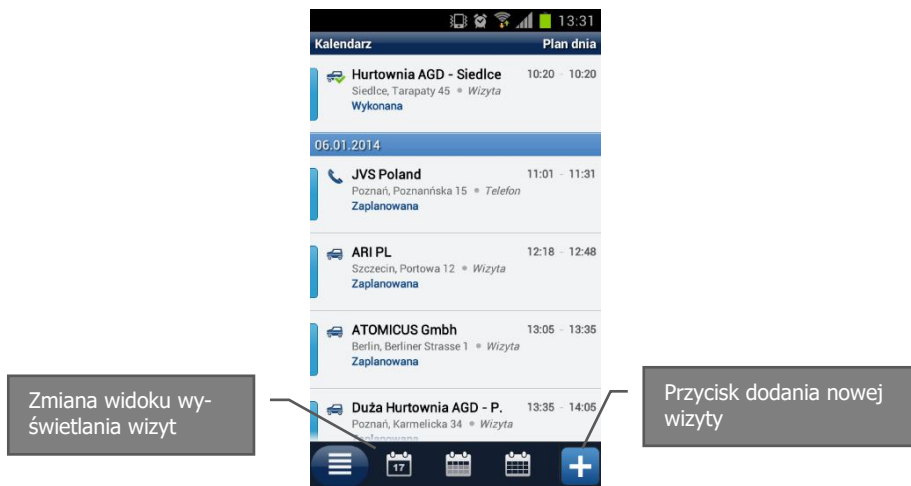 13:31
Kalendarz Plan dnia
Hurtownia AGD - Siedlce 10:20 - 10:20
Siedlce, Tarapaty 45 • Wizyta
Wykonana
06.01.2014
JVS Poland 11:01 - 11:31
Poznań, Poznannńska 15 • Telefon
Zaplanowana
ARI PL 12:18 - 12:48
Szczecin, Portowa 12 • Wizyta
Zaplanowana
ATOMICUS Gmbh 13:05 - 13:35
Berlin, Berliner Strasse 1 • Wizyta
Zaplanowana
Duża Hurtownia AGD - P. 13:35 - 14:05
Poznań, Karmelicka 34 • Wizyta
Zaplanowana
17
Zmiana widoku wy-
świetlania wizyt
Przycisk dodania nowej
wizyty